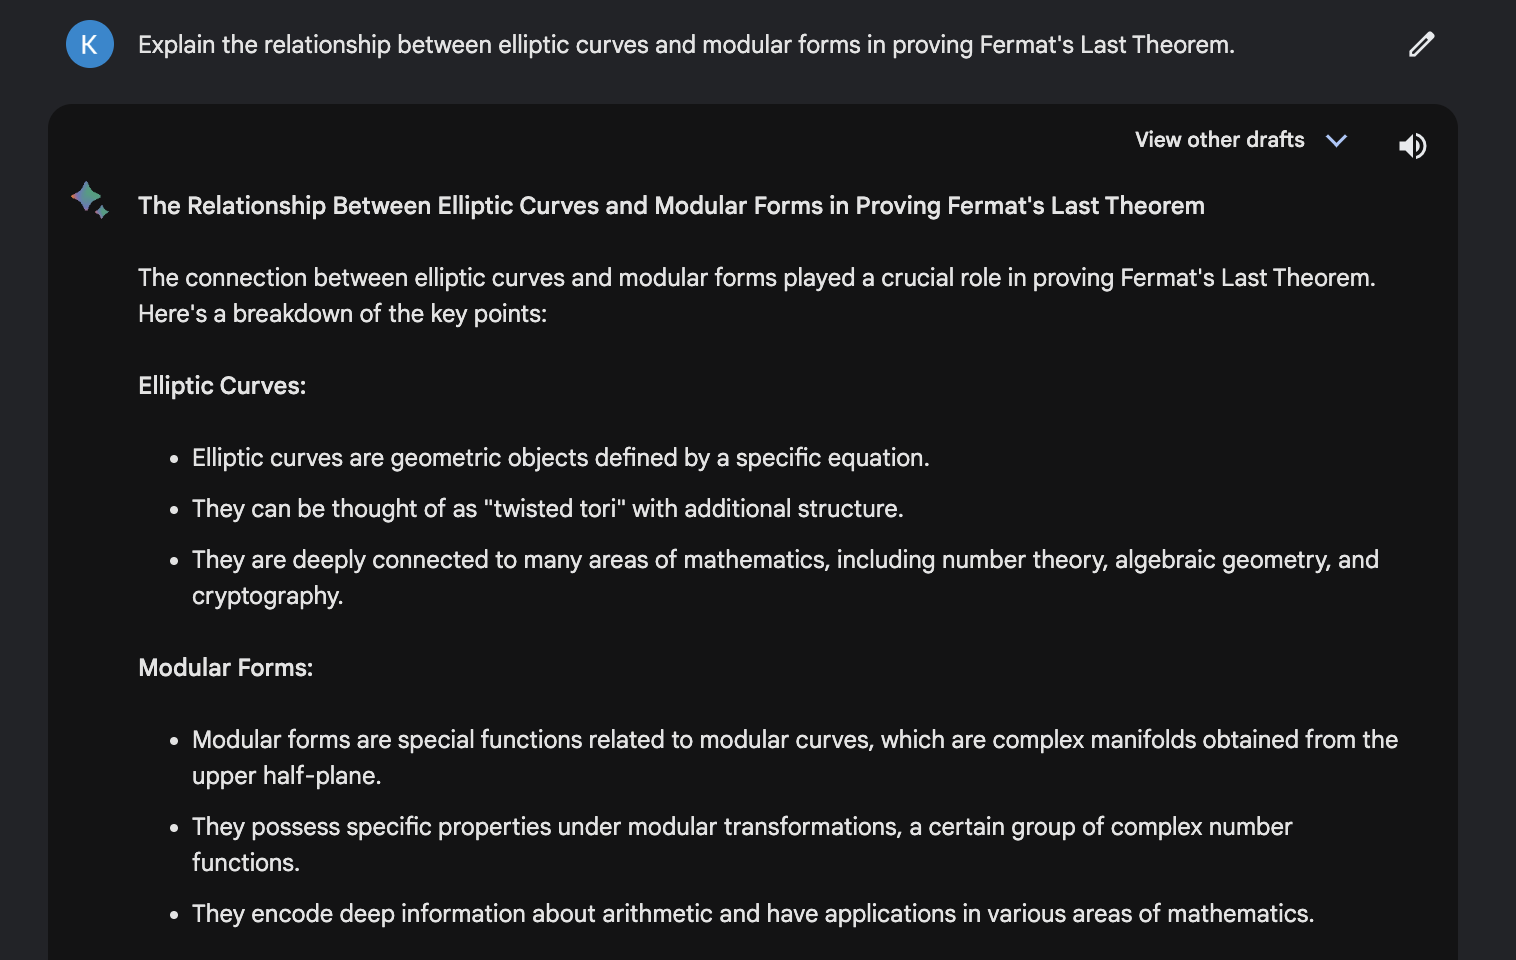 K
Explain the relationship between elliptic curves and modular forms in proving Fermat's Last Theorem.
View other drafts
The Relationship Between Elliptic Curves and Modular Forms in Proving Fermat's Last Theorem
The connection between elliptic curves and modular forms played a crucial role in proving Fermat's Last Theorem.
Here's a breakdown of the key points:
Elliptic Curves:
• Elliptic curves are geometric objects defined by a specific equation.
• They can be thought of as "twisted tori" with additional structure.
• They are deeply connected to many areas of mathematics, including number theory, algebraic geometry, and
cryptography.
Modular Forms:
• Modular forms are special functions related to modular curves, which are complex manifolds obtained from the
upper half-plane.
• They possess specific properties under modular transformations, a certain group of complex number
functions.
• They encode deep information about arithmetic and have applications in various areas of mathematics.